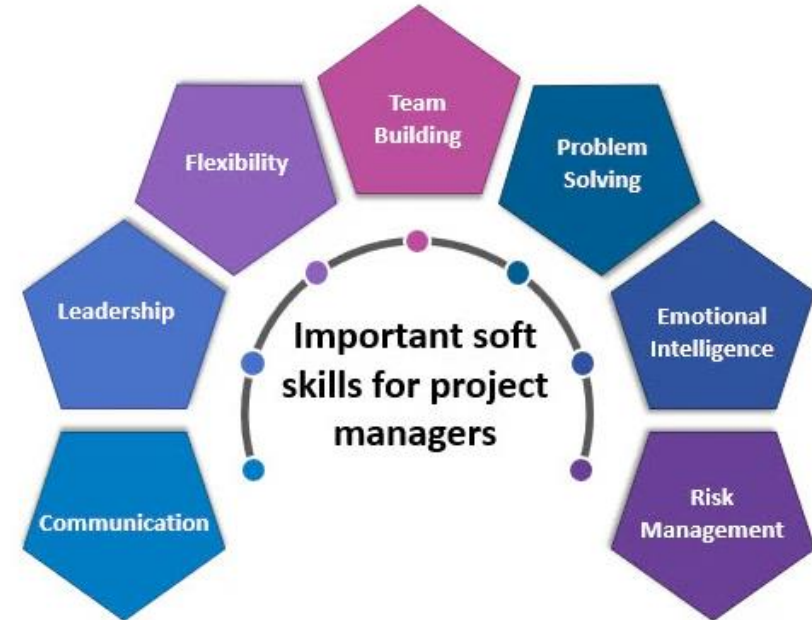 Team
Building
Flexibility
Problem
Solving
Leadership
Emotional
Intelligence
Important soft
skills for project
managers
Communication
Risk
Management